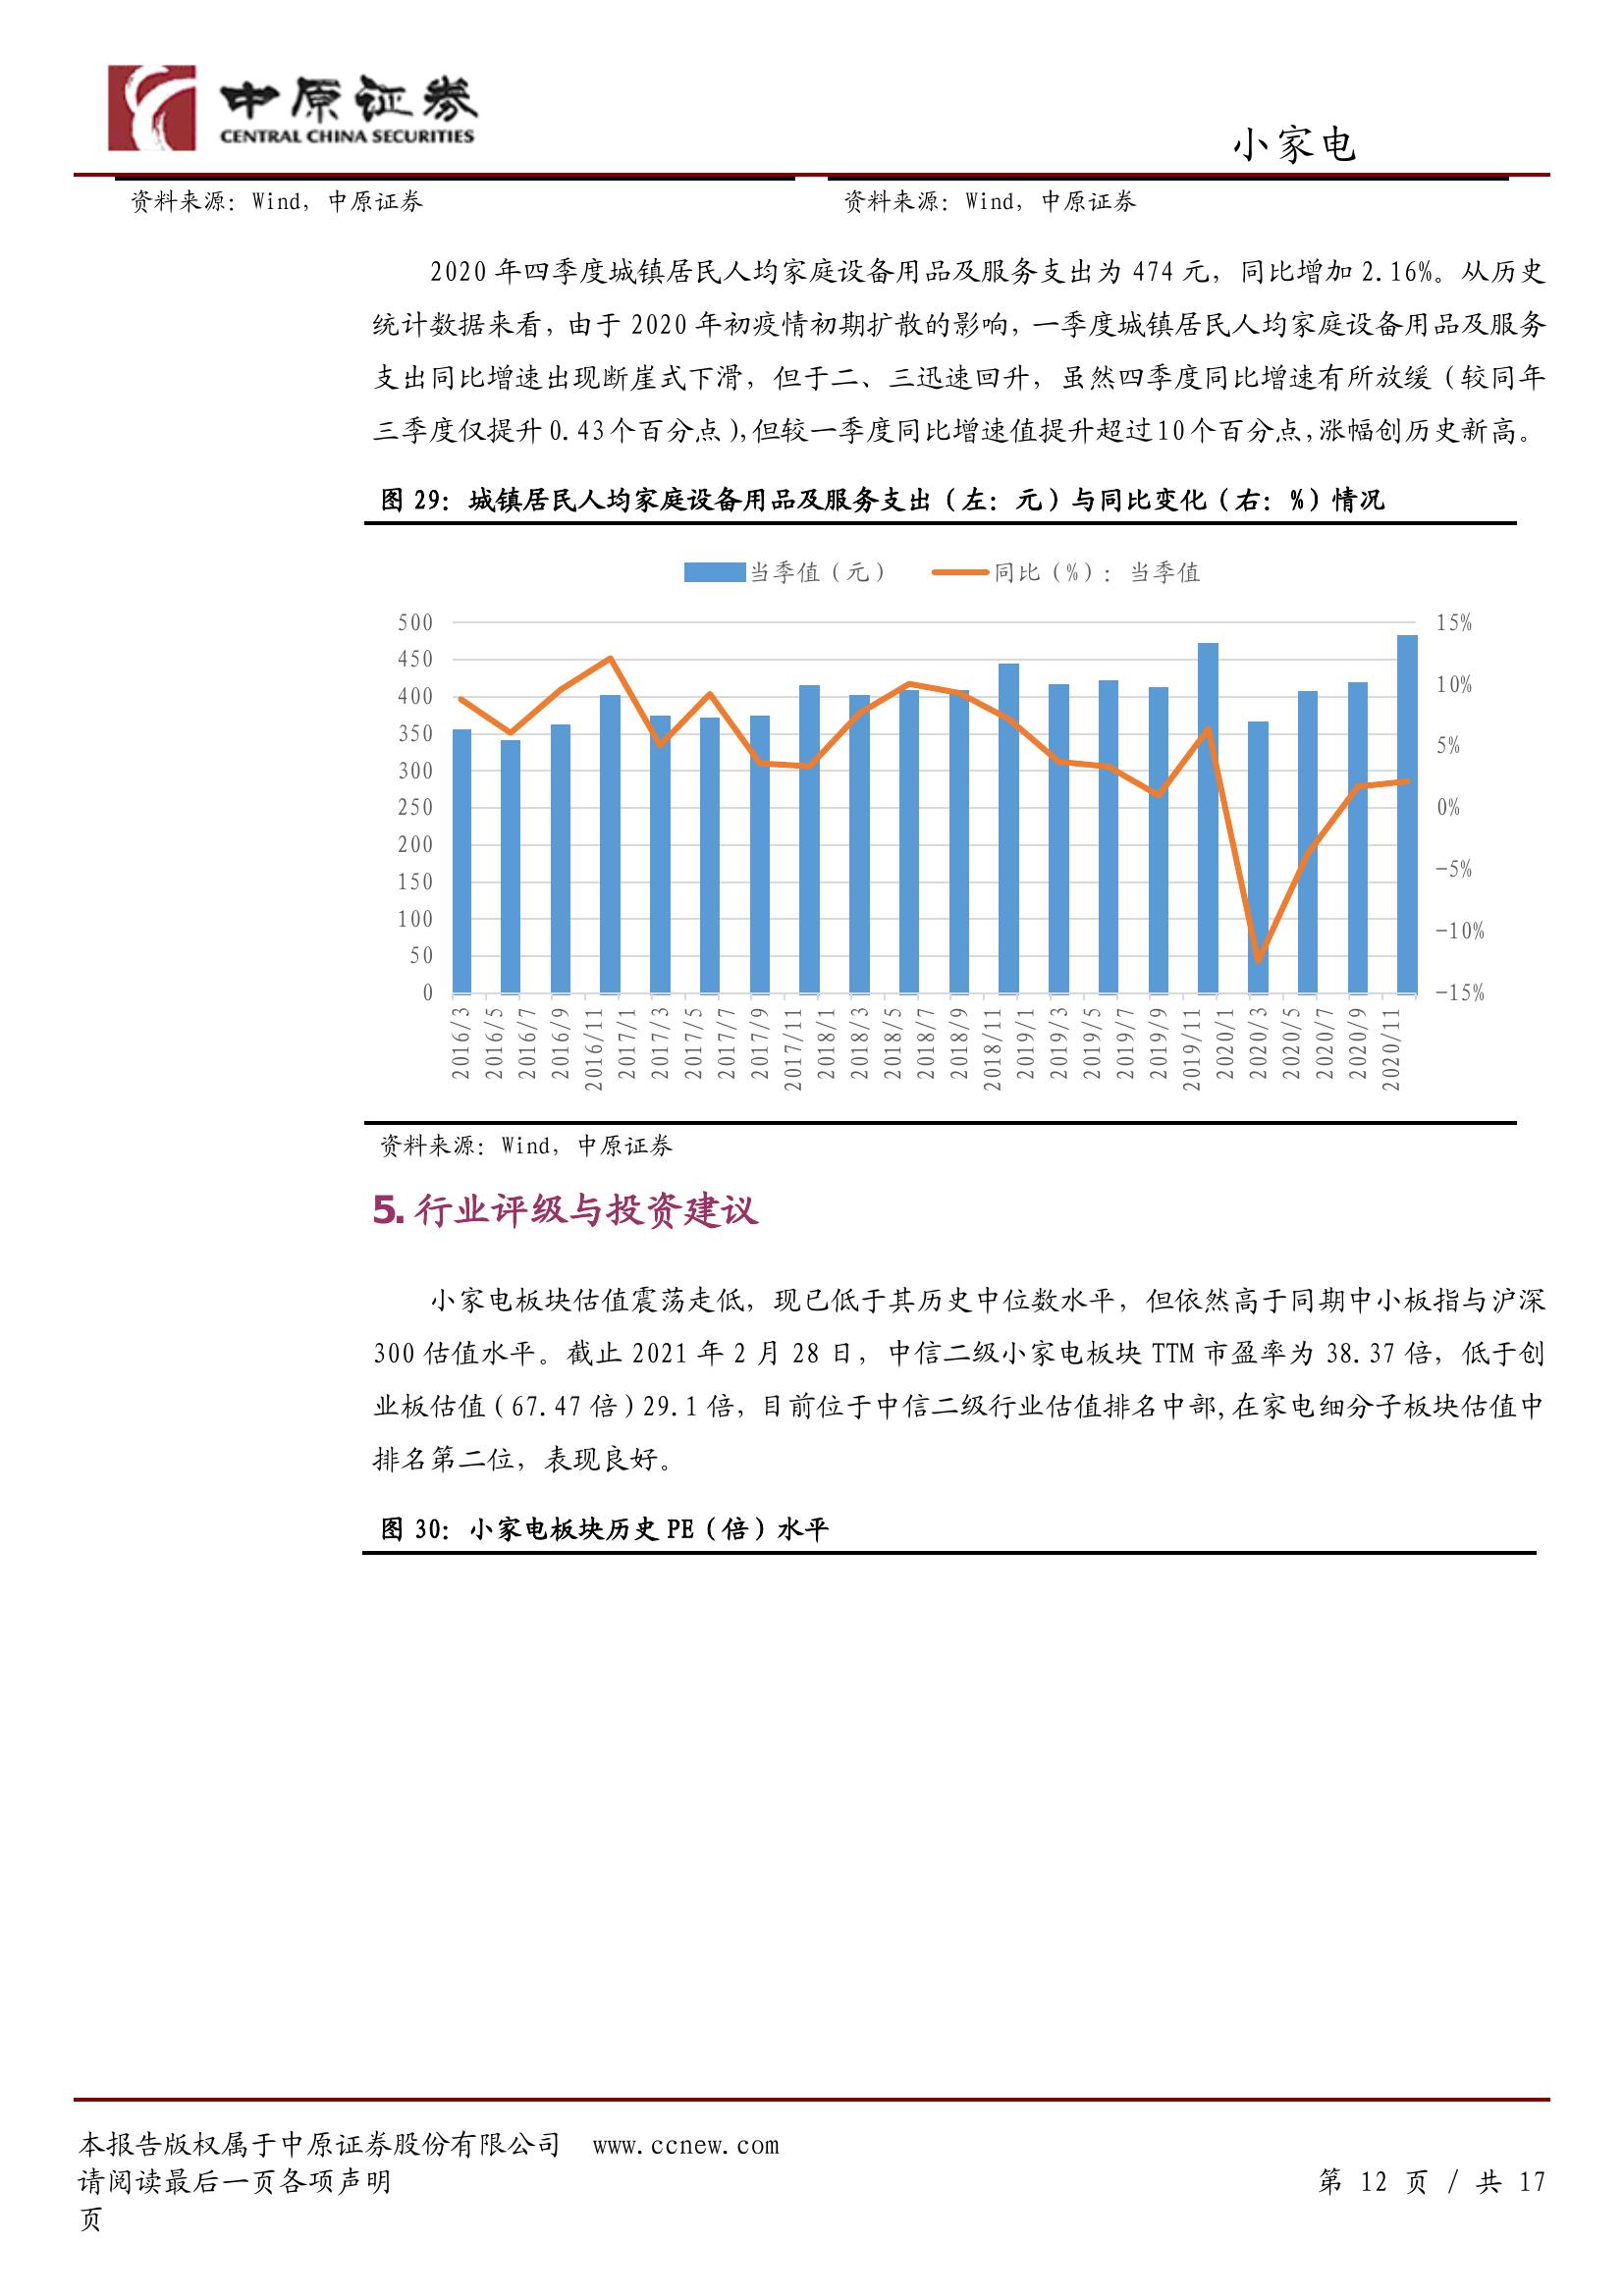 中原证券
CENTRAL CHINA SECURITIES
小家电
资料来源：Wind，中原证券
资料来源：Wind，中原证券
2020 年四季度城镇居民人均家庭设备用品及服务支出为 474 元，同比增加 2.16%。从历史
统计数据来看，由于 2020 年初疫情初期扩散的影响，一季度城镇居民人均家庭设备用品及服务
支出同比增速出现断崖式下滑，但于二、三迅速回升，虽然四季度同比增速有所放缓（较同年
三季度仅提升 0.43 个百分点），但较一季度同比增速值提升超过 10 个百分点，涨幅创历史新高。
图 29：城镇居民人均家庭设备用品及服务支出（左：元）与同比变化（右：%）情况
当季值（元） 同比（%）：当季值
500 15%
450
400 10%
350 5%
300
250 0%
200
150 -5%
100 -10%
50
0 -15%
2016/3 2016/5 2016/7 2016/9 2016/11 2017/1 2017/3 2017/5 2017/7 2017/9 2017/11 2018/1 2018/3 2018/5 2018/7 2018/9 2018/11 2019/1 2019/3 2019/5 2019/7 2019/9 2019/11 2020/1 2020/3 2020/5 2020/7 2020/9 2020/11
资料来源：Wind，中原证券
5. 行业评级与投资建议
小家电板块估值震荡走低，现已低于其历史中位数水平，但依然高于同期中小板指与沪深
300 估值水平。截止 2021 年 2 月 28 日，中信二级小家电板块 TTM 市盈率为 38.37 倍，低于创
业板估值（67.47 倍）29.1 倍，目前位于中信二级行业估值排名中部，在家电细分子板块估值中
排名第二位，表现良好。
图 30：小家电板块历史 PE（倍）水平
本报告版权属于中原证券股份有限公司 www.ccnew.com
请阅读最后一页各项声明 第 12 页 / 共 17
页